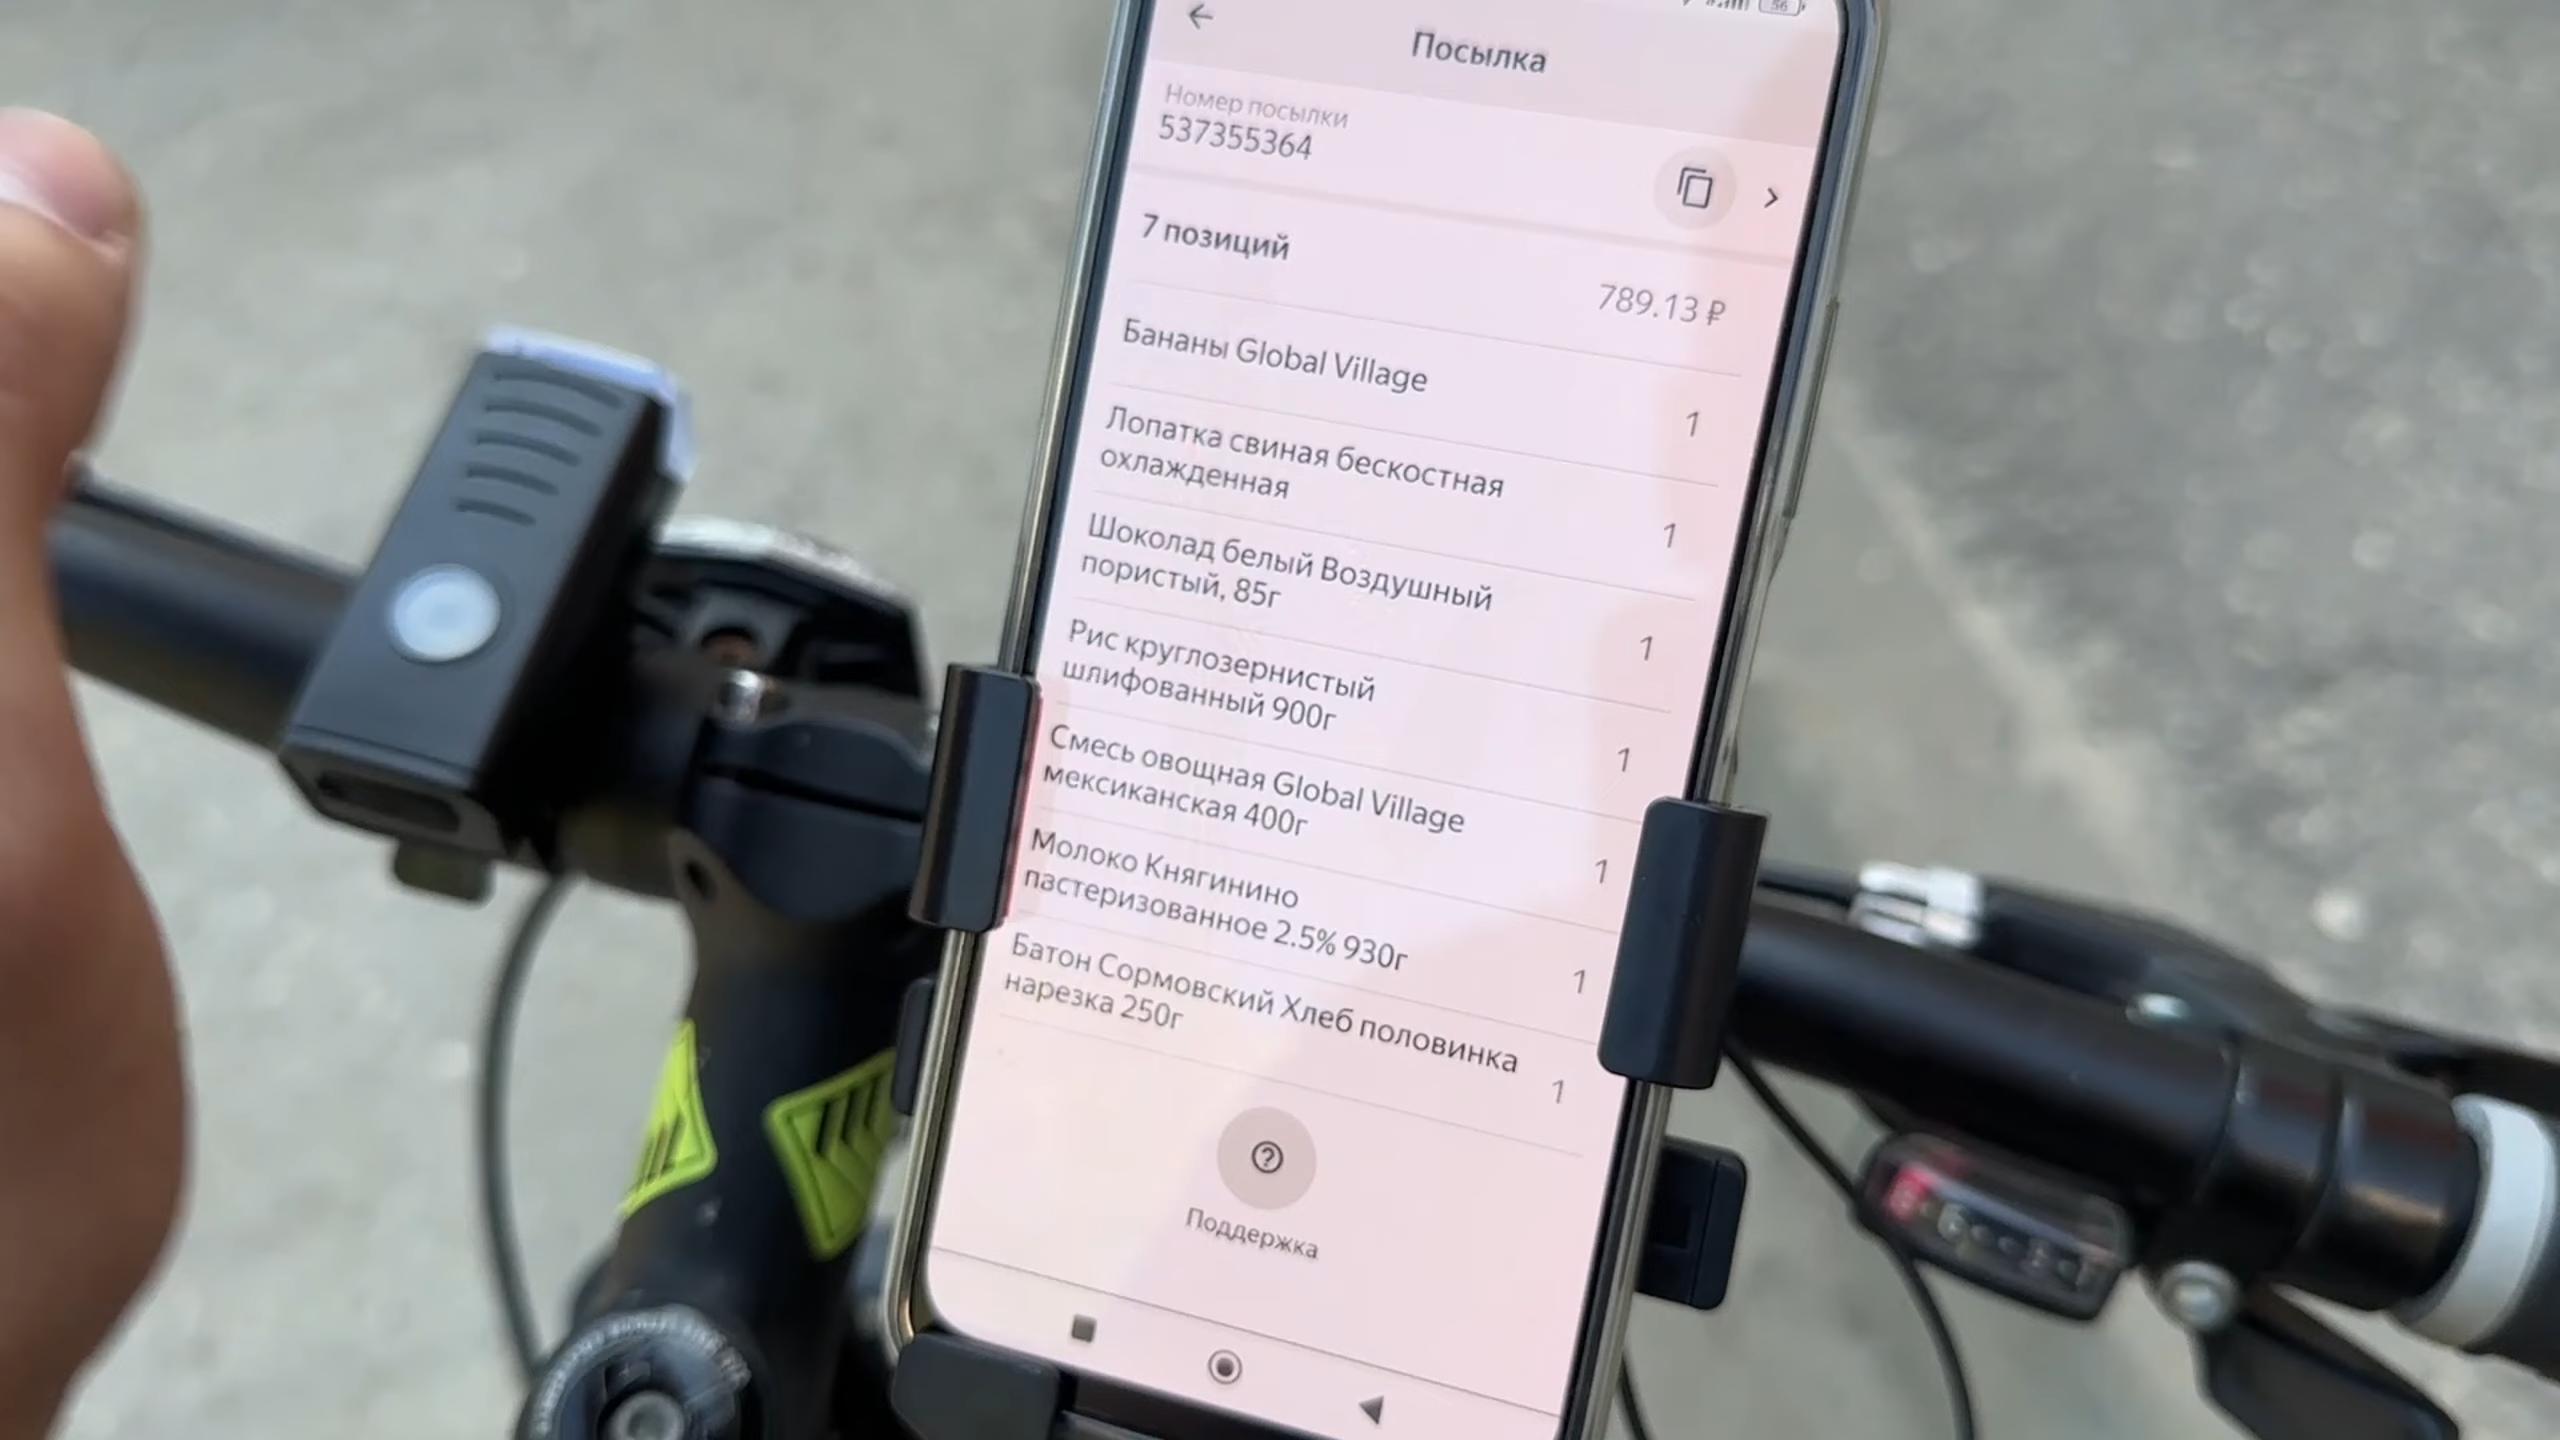 56
Посылка
Номер посылки
537355364
7 позиций
789.13 ₽
Бананы Global Village
1
Лопатка свиная бескостная
охлажденная
1
Шоколад белый Воздушный
пористый, 85г
1
Рис круглозернистый
шлифованный 900г
1
Смесь овощная Global Village
мексиканская 400г
1
Молоко Княгинино
пастеризованное 2.5% 930г
1
Батон Сормовский Хлеб половинка
нарезка 250г
1
Поддержка